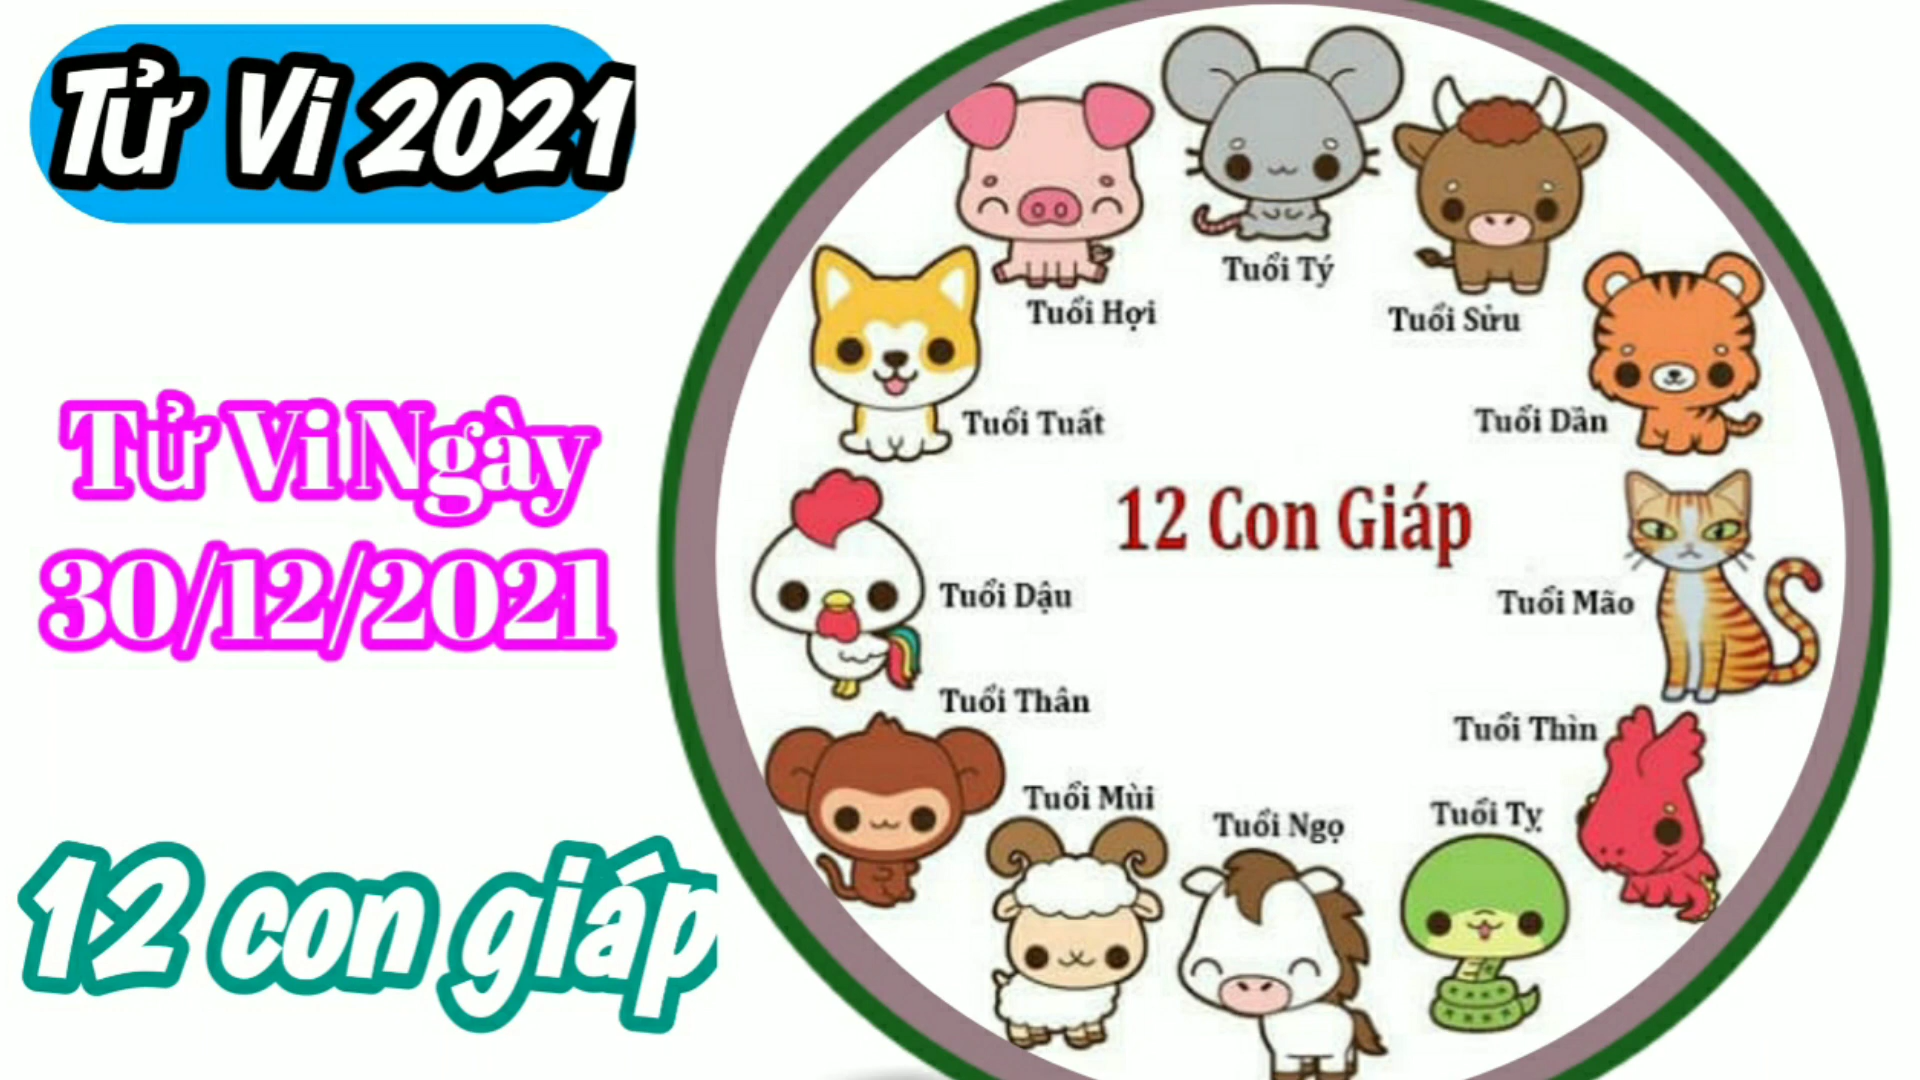 Tử Vi 2021
Tử Vi Ngày
30/12/2021
12 con giáp
Tuổi Tý
Tuổi Hợi
Tuổi Sửu
Tuổi Tuất
Tuổi Dần
12 Con Giáp
Tuổi Dậu
Tuổi Mão
Tuổi Thân
Tuổi Thìn
Tuổi Mùi
Tuổi Ngọ
Tuổi Tỵ